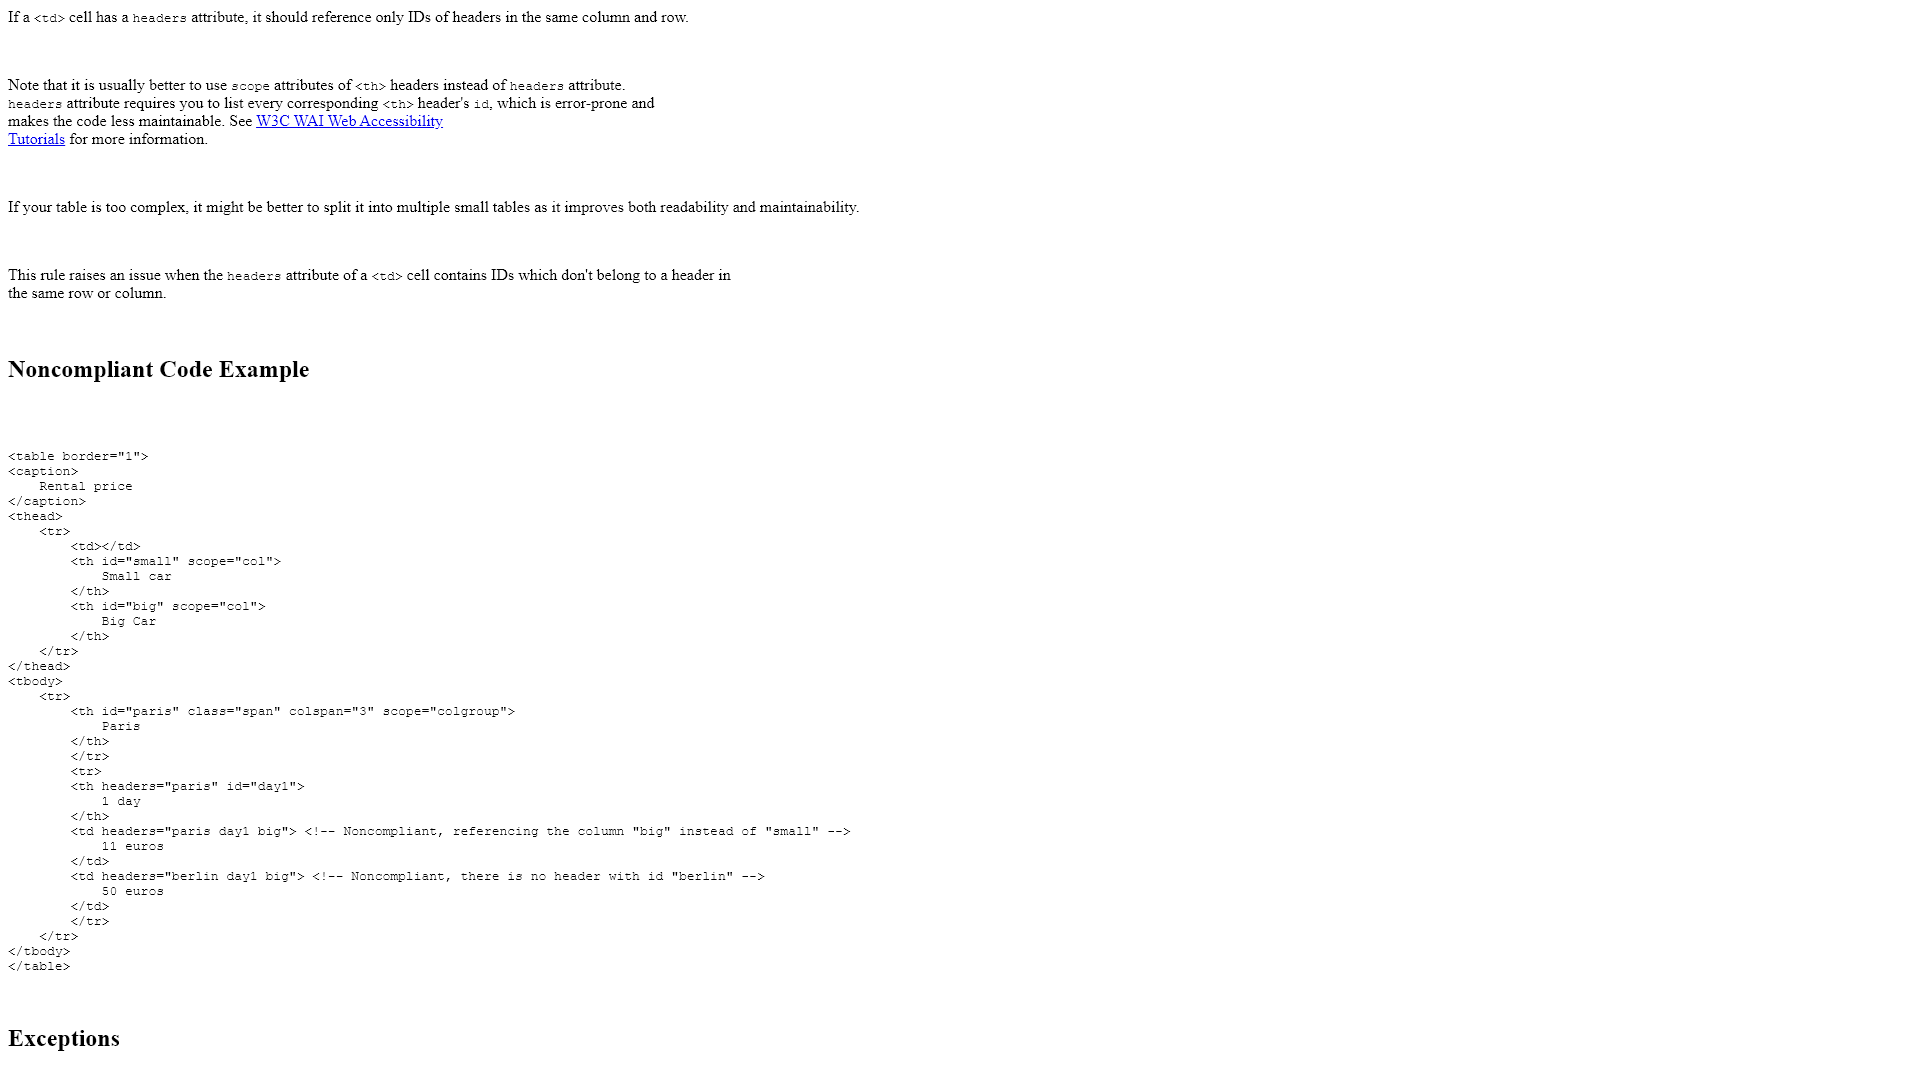 If a <td> cell has a headers attribute, it should reference only IDs of headers in the same column and row.
Note that it is usually better to use scope attributes of <th> headers instead of headers attribute.
headers attribute requires you to list every corresponding <th> header's id, which is error-prone and
makes the code less maintainable. See W3C WAI Web Accessibility
Tutorials for more information.
If your table is too complex, it might be better to split it into multiple small tables as it improves both readability and maintainability.
This rule raises an issue when the headers attribute of a <td> cell contains IDs which don't belong to a header in
the same row or column.
Noncompliant Code Example
<table border="1">
<caption>
    Rental price
</caption>
<thead>
    <tr>
        <td></td>
        <th id="small" scope="col">
            Small car
        </th>
        <th id="big" scope="col">
            Big Car
        </th>
    </tr>
</thead>
<tbody>
    <tr>
        <th id="paris" class="span" colspan="3" scope="colgroup">
            Paris
        </th>
        </tr>
        <tr>
        <th headers="paris" id="day1">
            1 day
        </th>
        <td headers="paris day1 big"> <!-- Noncompliant, referencing the column "big" instead of "small" -->
            11 euros
        </td>
        <td headers="berlin day1 big"> <!-- Noncompliant, there is no header with id "berlin" -->
            50 euros
        </td>
        </tr>
    </tr>
</tbody>
</table>
Exceptions